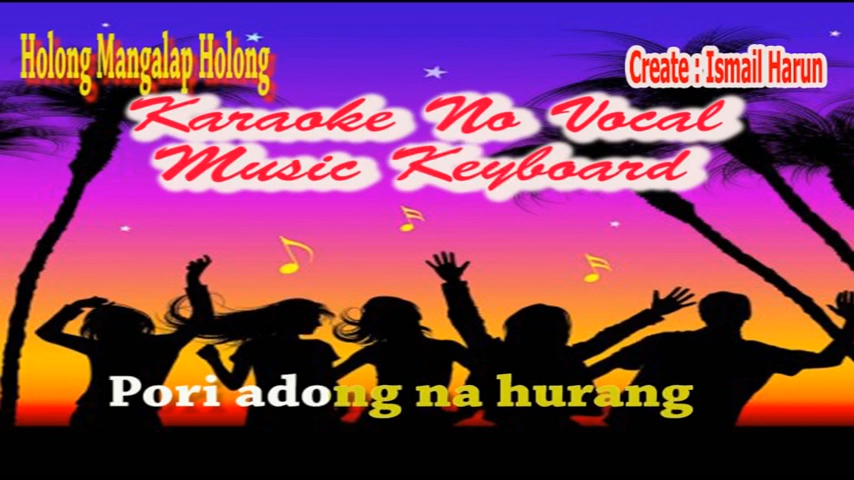 Holong Mangalap Holong
Create : Ismail Harun
Karaoke No Vocal
Music Keyboard
Pori adong na hurang